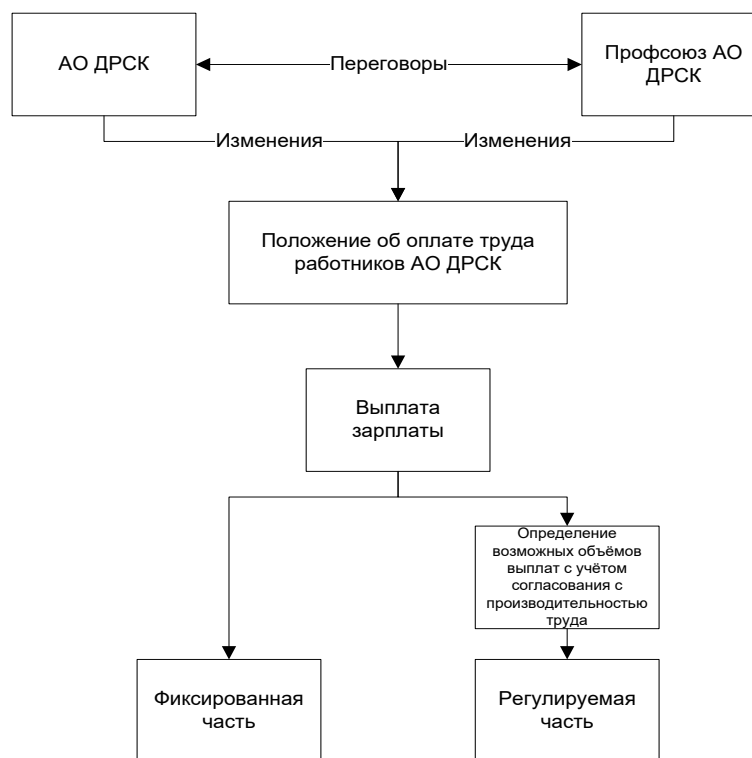 АО ДРСК
Переговоры
Профсоюз АО
ДРСК
Изменения
Изменения
Положение об оплате труда
работников АО ДРСК
Выплата
зарплаты
Определение
возможных объёмов
выплат с учётом
согласования с
производительностью
труда
Фиксированная
часть
Регулируемая
часть